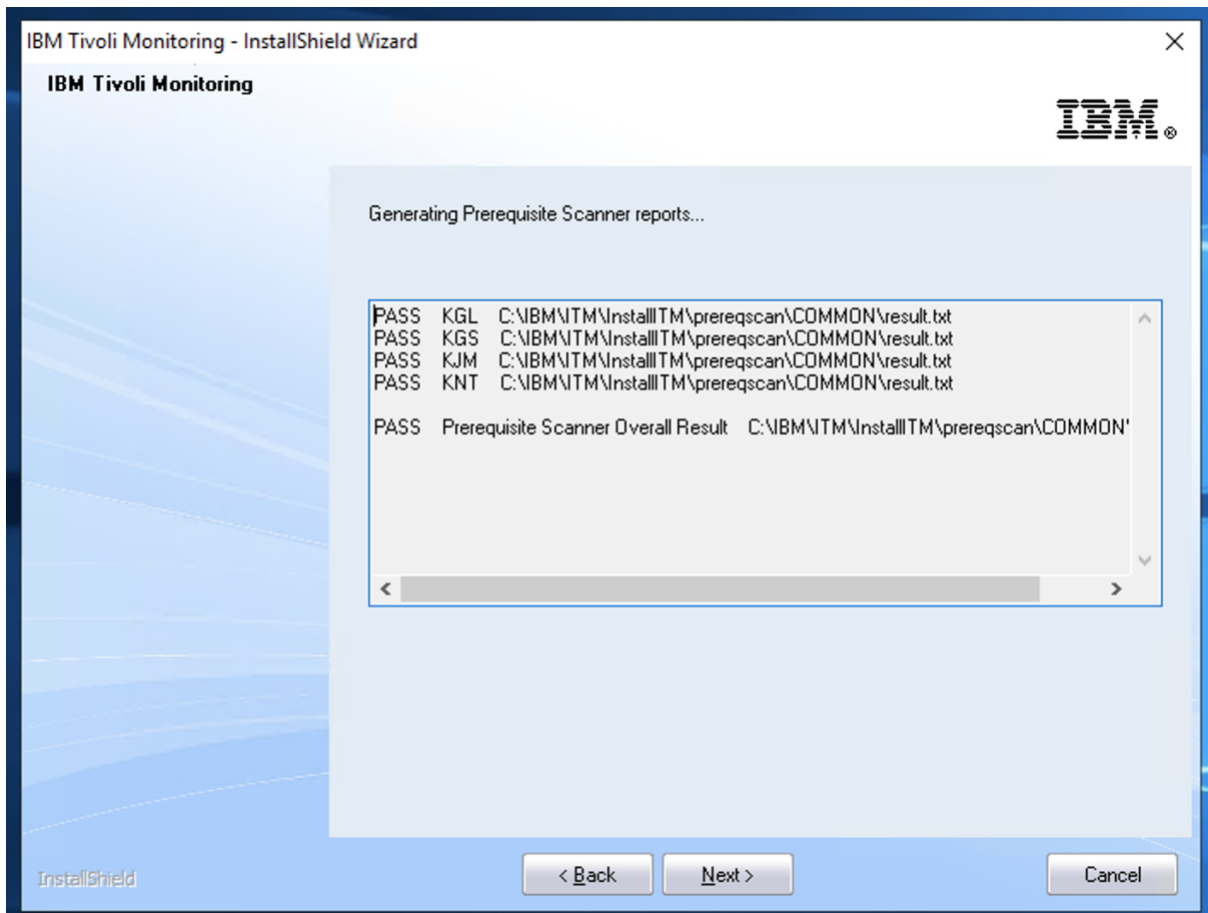 IBM Tivoli Monitoring - InstallShield Wizard
IBM Tivoli Monitoring
IBM®
Generating Prerequisite Scanner reports...
PASS KGL C:\IBM\ITM\InstallITM\prereqscan\COMMON\result.txt
PASS KGS C:\IBM\ITM\InstallITM\prereqscan\COMMON\result.txt
PASS KJM C:\IBM\ITM\InstallITM\prereqscan\COMMON\result.txt
PASS KNT C:\IBM\ITM\InstallITM\prereqscan\COMMON\result.txt
PASS Prerequisite Scanner Overall Result C:\IBM\ITM\InstallITM\prereqscan\COMMON'
InstallShield
< Back
Next >
Cancel